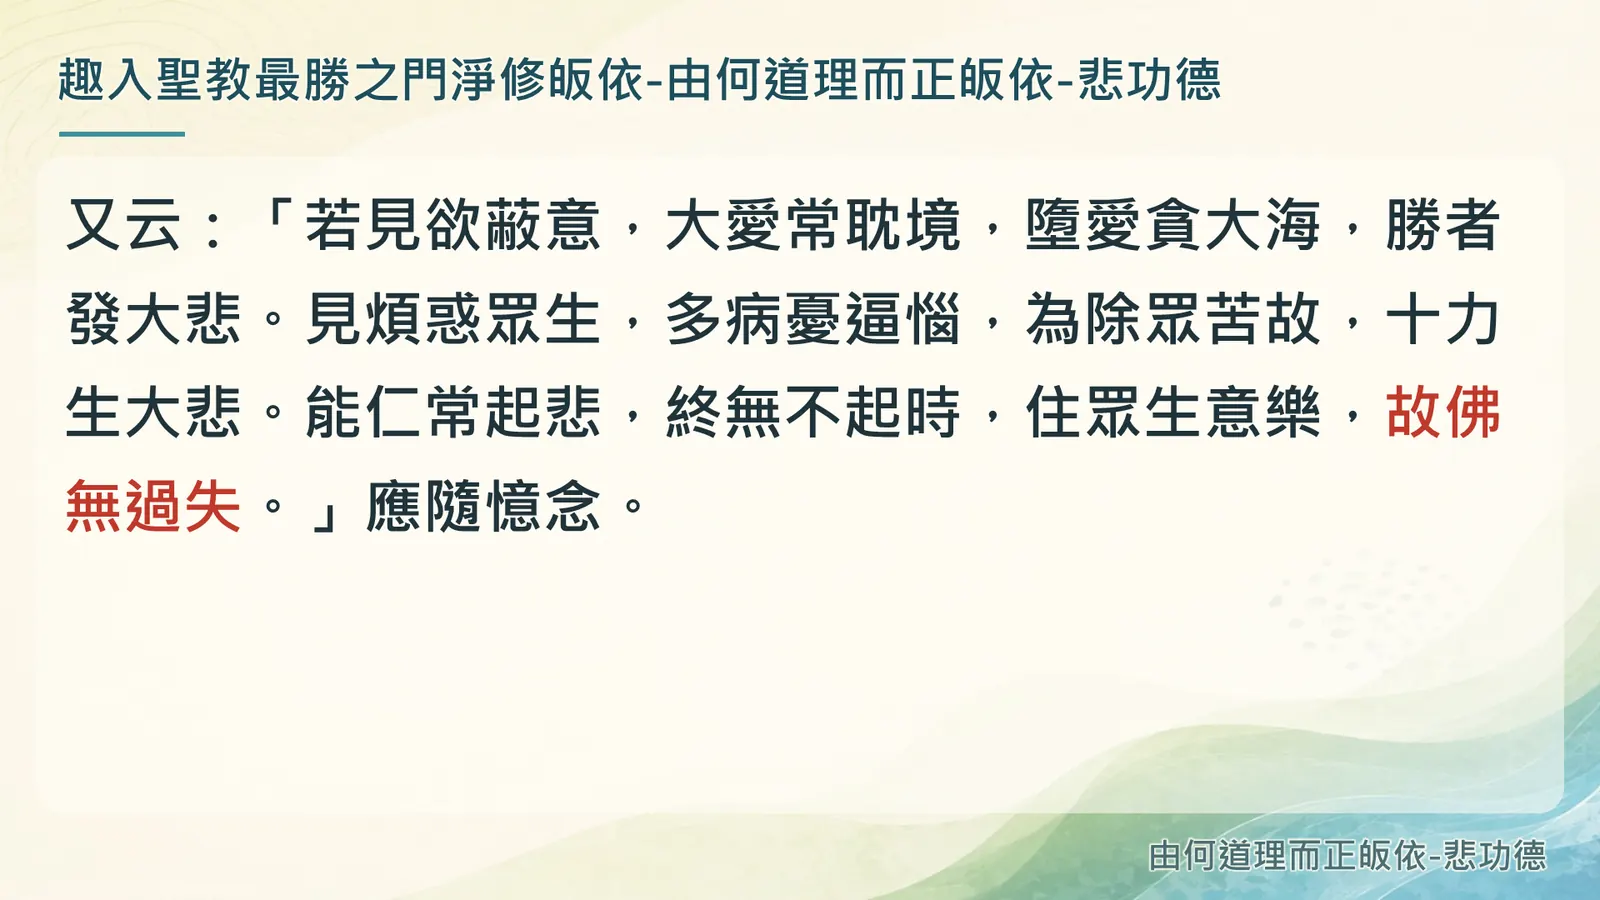 趣入聖教最勝之門淨修皈依-由何道理而正皈依-悲功德
又云：「若見欲蔽意，大愛常耽境，墮愛貪大海，勝者
發大悲。見煩惑眾生，多病憂逼惱，為除眾苦故，十力
生大悲。能仁常起悲，終無不起時，住眾生意樂，故佛
無過失。」應隨憶念。
由何道理而正皈依-悲功德